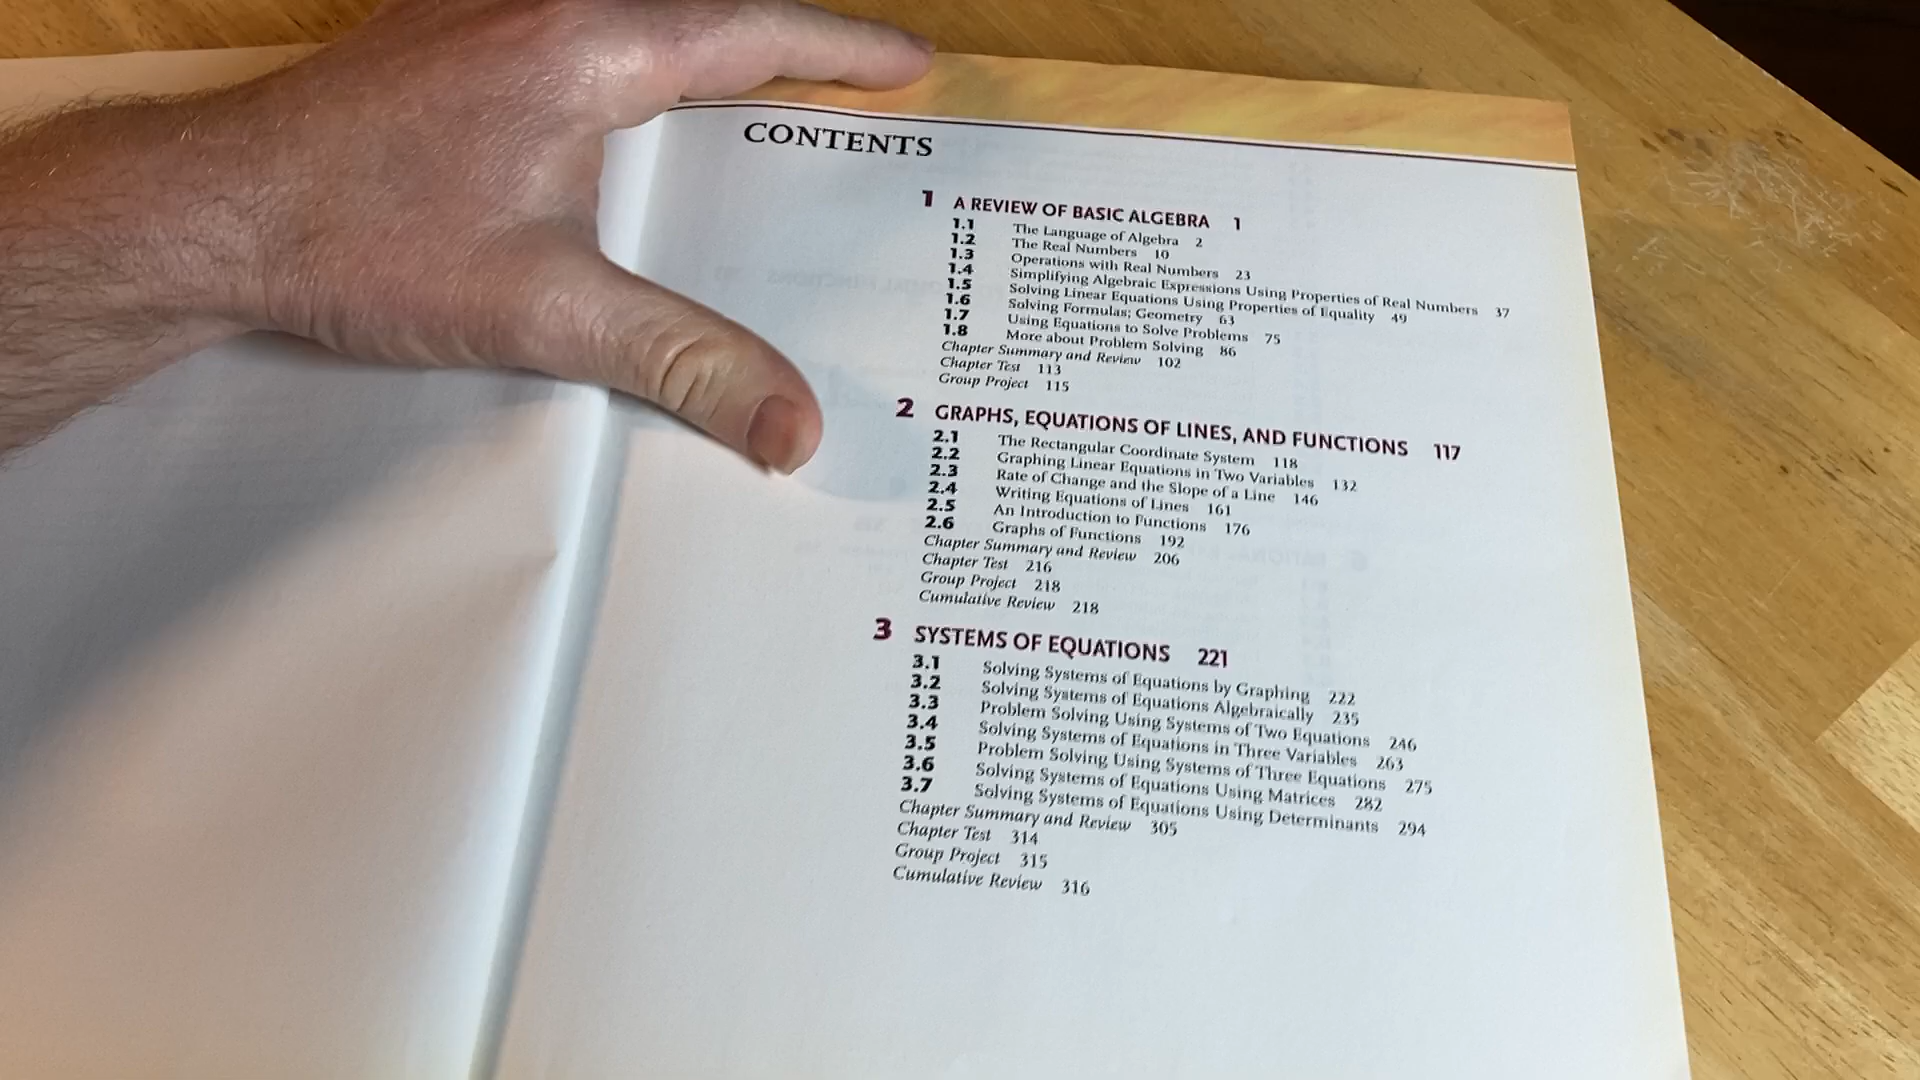 CONTENTS
1 A REVIEW OF BASIC ALGEBRA 1
1.1 The Language of Algebra 2
1.2 The Real Numbers 10
1.3 Operations with Real Numbers 23
1.4 Simplifying Algebraic Expressions Using Properties of Real Numbers 37
1.5 Solving Linear Equations Using Properties of Equality 49
1.6 Solving Formulas; Geometry 63
1.7 Using Equations to Solve Problems 75
1.8 More about Problem Solving 86
Chapter Summary and Review 102
Chapter Test 113
Group Project 115
2 GRAPHS, EQUATIONS OF LINES, AND FUNCTIONS 117
2.1 The Rectangular Coordinate System 118
2.2 Graphing Linear Equations in Two Variables 132
2.3 Rate of Change and the Slope of a Line 146
2.4 Writing Equations of Lines 161
2.5 An Introduction to Functions 176
2.6 Graphs of Functions 192
Chapter Summary and Review 206
Chapter Test 216
Group Project 218
Cumulative Review 218
3 SYSTEMS OF EQUATIONS 221
3.1 Solving Systems of Equations by Graphing 222
3.2 Solving Systems of Equations Algebraically 235
3.3 Problem Solving Using Systems of Two Equations 246
3.4 Solving Systems of Equations in Three Variables 263
3.5 Problem Solving Using Systems of Three Equations 275
3.6 Solving Systems of Equations Using Matrices 282
3.7 Solving Systems of Equations Using Determinants 294
Chapter Summary and Review 305
Chapter Test 314
Group Project 315
Cumulative Review 316